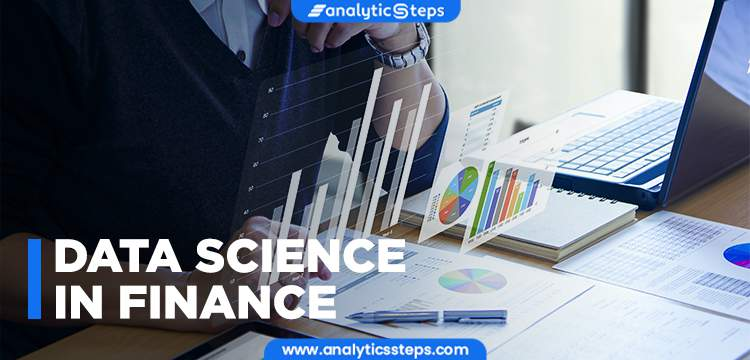 analyticSteps
DATA SCIENCE
IN FINANCE
www.analyticssteps.com